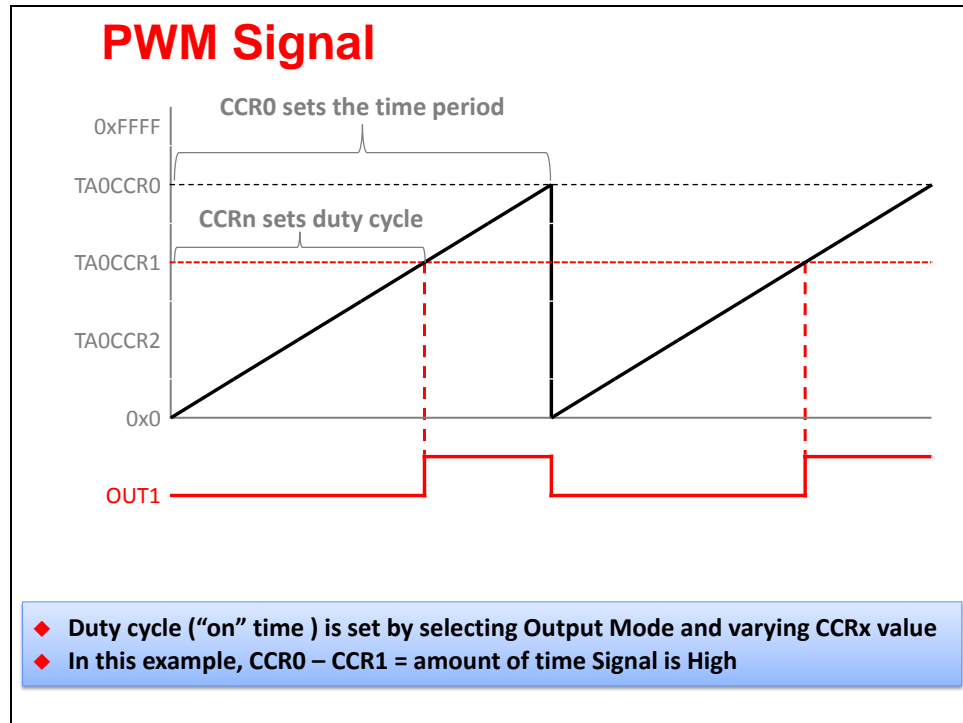 PWM Signal
CCR0 sets the time period
0xFFFF
TA0CCR0
CCRn sets duty cycle
TA0CCR1
TA0CCR2
0x0
OUT1
Duty cycle (“on” time ) is set by selecting Output Mode and varying CCRx value
In this example, CCR0 – CCR1 = amount of time Signal is High